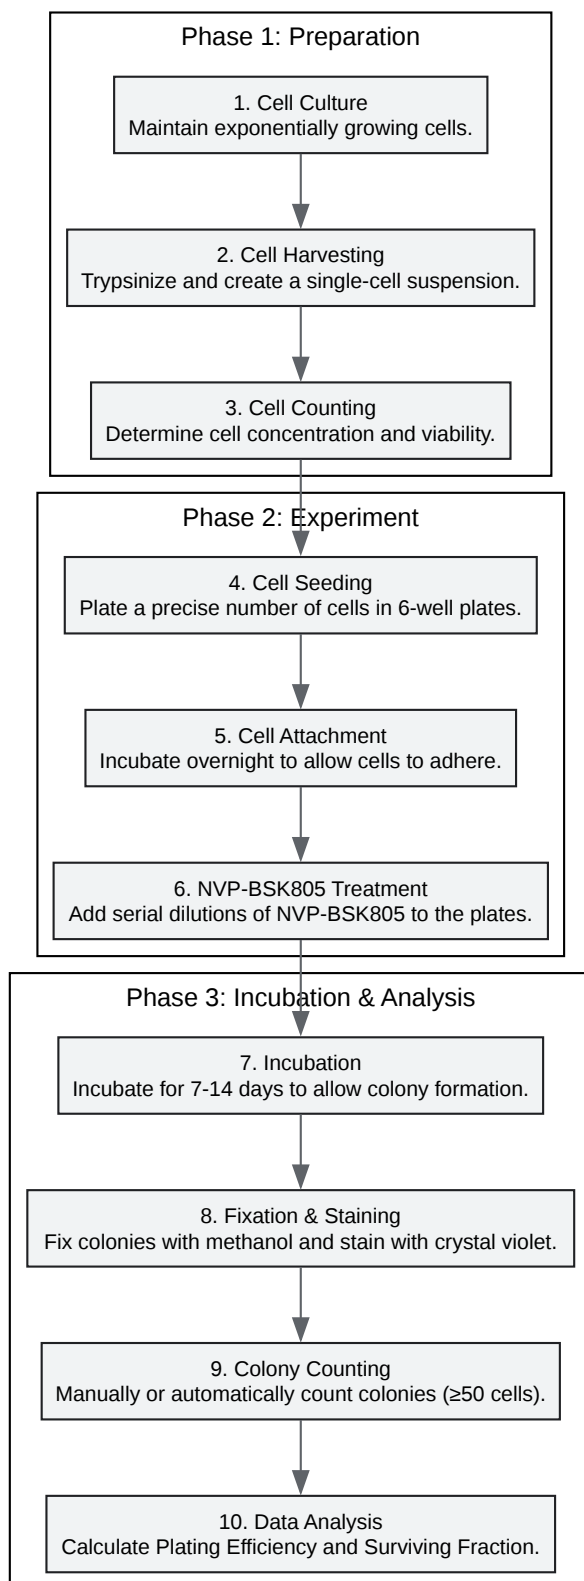 Phase 1: Preparation
1. Cell Culture
Maintain exponentially growing cells.
2. Cell Harvesting
Trypsinize and create a single-cell suspension.
3. Cell Counting
Determine cell concentration and viability.
Phase 2: Experiment
4. Cell Seeding
Plate a precise number of cells in 6-well plates.
5. Cell Attachment
Incubate overnight to allow cells to adhere.
6. NVP-BSK805 Treatment
Add serial dilutions of NVP-BSK805 to the plates.
Phase 3: Incubation & Analysis
7. Incubation
Incubate for 7-14 days to allow colony formation.
8. Fixation & Staining
Fix colonies with methanol and stain with crystal violet.
9. Colony Counting
Manually or automatically count colonies (≥50 cells).
10. Data Analysis
Calculate Plating Efficiency and Surviving Fraction.